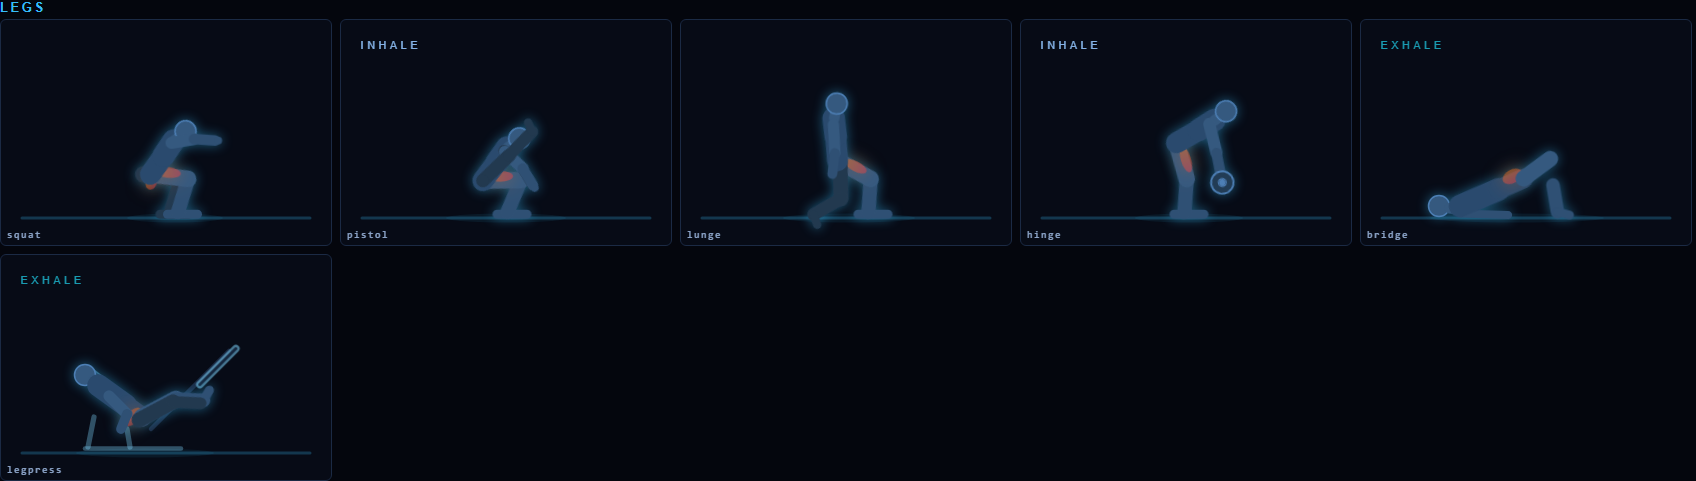 LEGS
squat
INHALE
pistol
lunge
INHALE
hinge
EXHALE
bridge
EXHALE
legpress